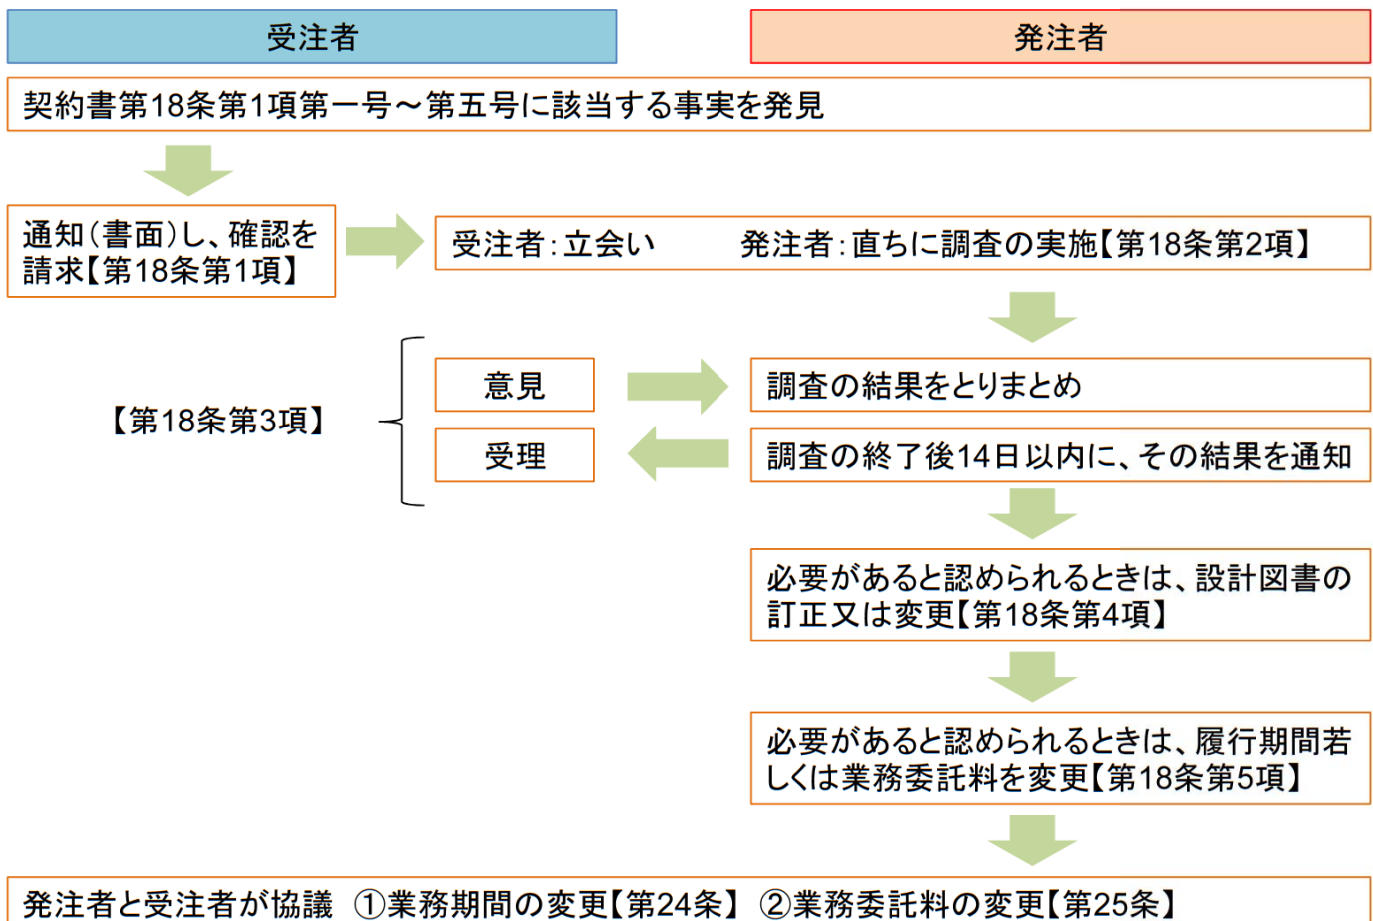 受注者
発注者
契約書第18条第1項第一号～第五号に該当する事実を発見
通知（書面）し、確認を
請求【第18条第1項】
受注者：立会い　　発注者：直ちに調査の実施【第18条第2項】
【第18条第3項】
意見
調査の結果をとりまとめ
受理
調査の終了後14日以内に、その結果を通知
必要があると認められるときは、設計図書の
訂正又は変更【第18条第4項】
必要があると認められるときは、履行期間若
しくは業務委託料を変更【第18条第5項】
発注者と受注者が協議　①業務期間の変更【第24条】　②業務委託料の変更【第25条】